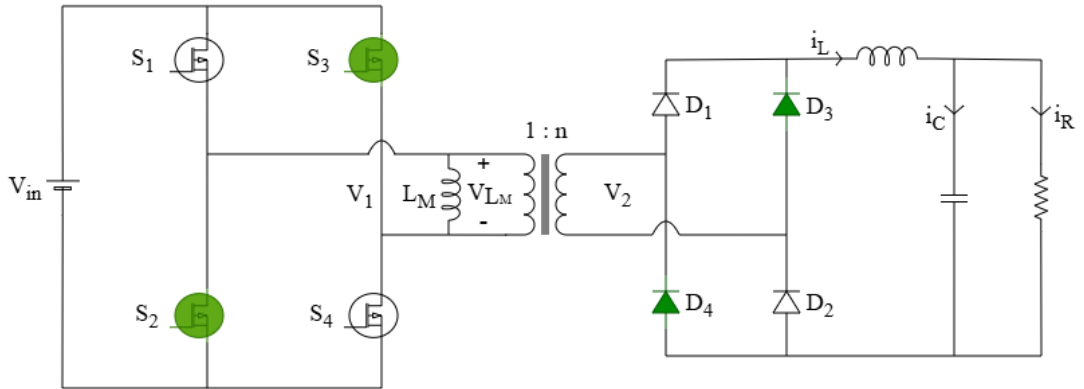 S1
S3
iL
D1
D3
iC
iR
1 : n
Vin
V1
LM
+
VLM
-
V2
S2
S4
D4
D2